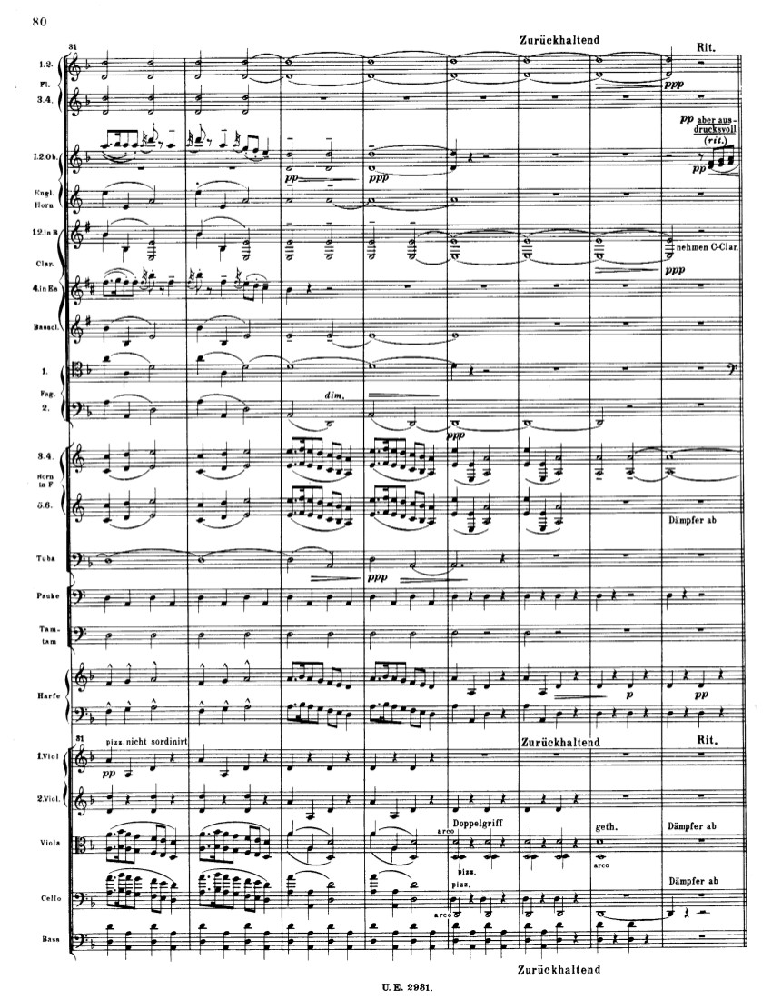 80
31
Zurückhaltend
Rit.
1.2.
Fl.
3.4.
ppp
pp aber aus-
drucksvoll
(rit.)
1.2.Ob.
pp
ppp
pp
Engl.
Horn
1.2.in B
Clar.
nehmen C-Clar.
ppp
4.in Es
Basscl.
1.
Fag.
2.
dim.
ppp
3.4.
Horn
in F
5.6.
Dämpfer ab
Tuba
ppp
Pauke
Tam-
tam
Harfe
p
pp
31
pizz. nicht sordinirt
Zurückhaltend
Rit.
1.Viol
pp
2.Viol.
Doppelgriff
arco
geth.
Dämpfer ab
Viola
pizz.
arco
pizz.
Dämpfer ab
Cello
arco
Bass
Zurückhaltend
U.E. 2931.